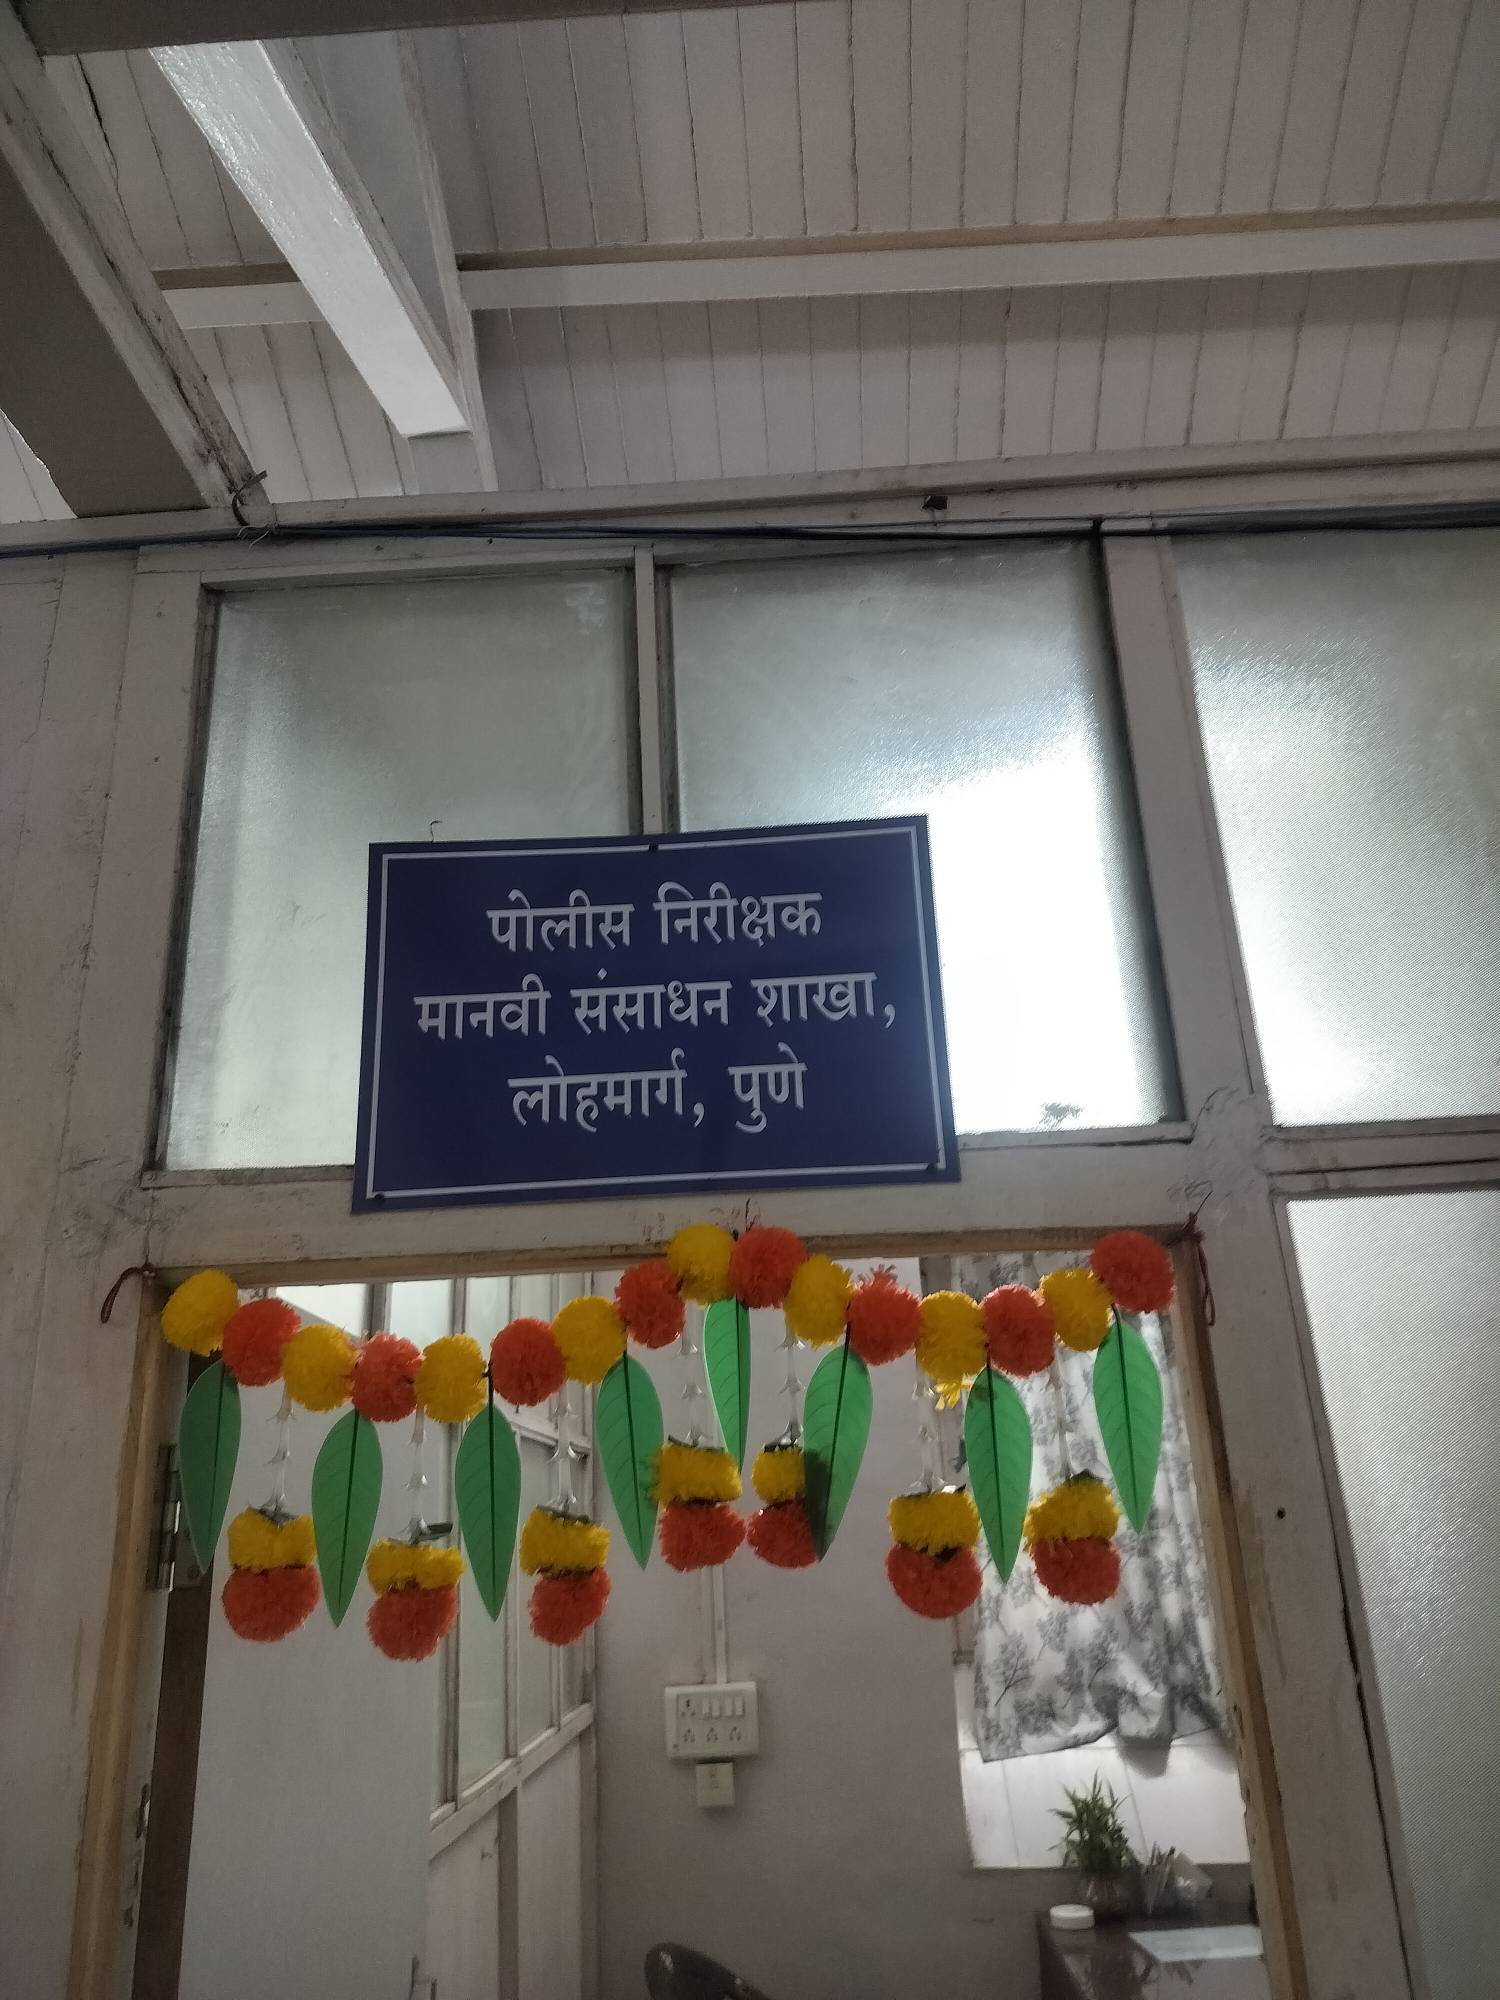 पोलीस निरीक्षक
मानवी संसाधन शाखा,
लोहमार्ग, पुणे